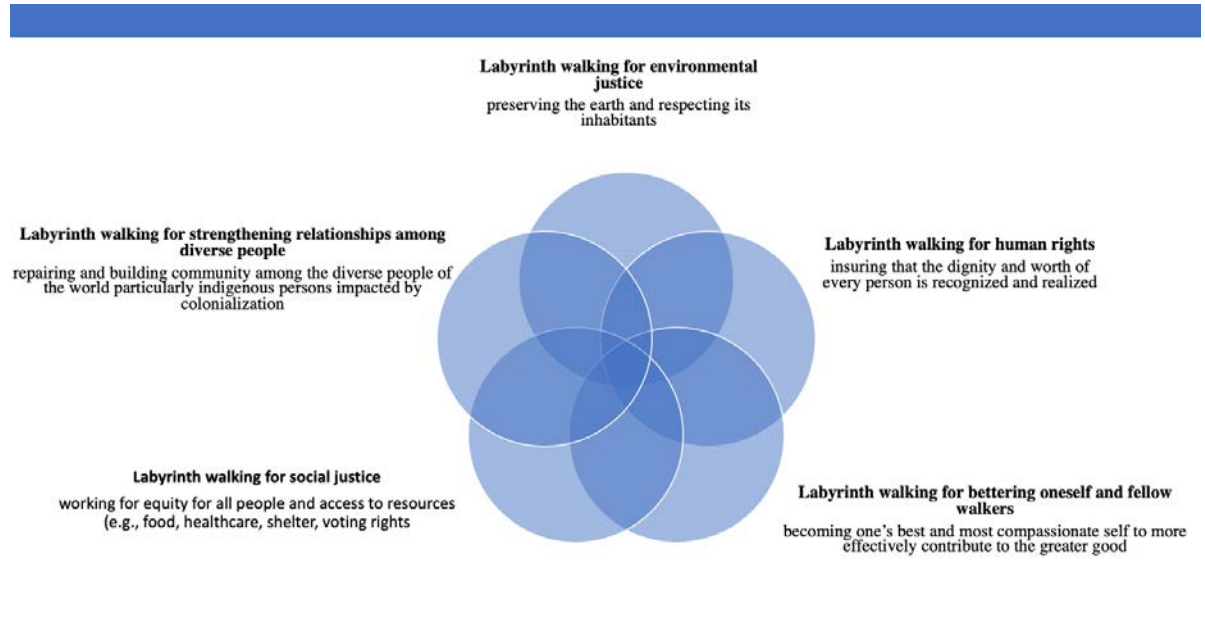 Labyrinth walking for environmental
justice
preserving the earth and respecting its
inhabitants
Labyrinth walking for strengthening relationships among
diverse people
repairing and building community among the diverse people of
the world particularly indigenous persons impacted by
colonialization
Labyrinth walking for human rights
insuring that the dignity and worth of
every person is recognized and realized
Labyrinth walking for social justice
working for equity for all people and access to resources
(e.g., food, healthcare, shelter, voting rights
Labyrinth walking for bettering oneself and fellow
walkers
becoming one's best and most compassionate self to more
effectively contribute to the greater good